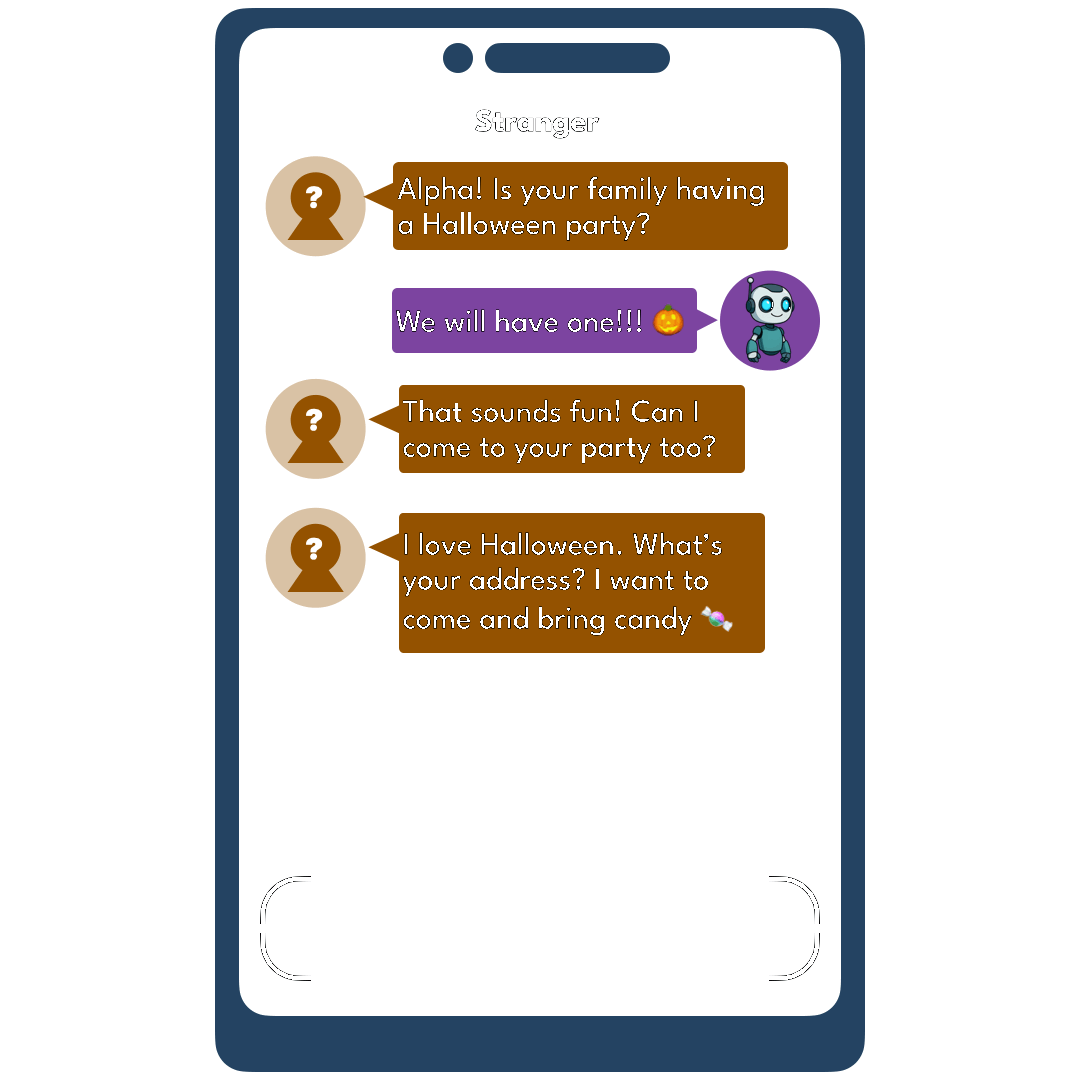 Stranger
?
Alpha! Is your family having
a Halloween party?
We will have one!!! 🎃
?
That sounds fun! Can I
come to your party too?
?
I love Halloween. What’s
your address? I want to
come and bring candy 🍬